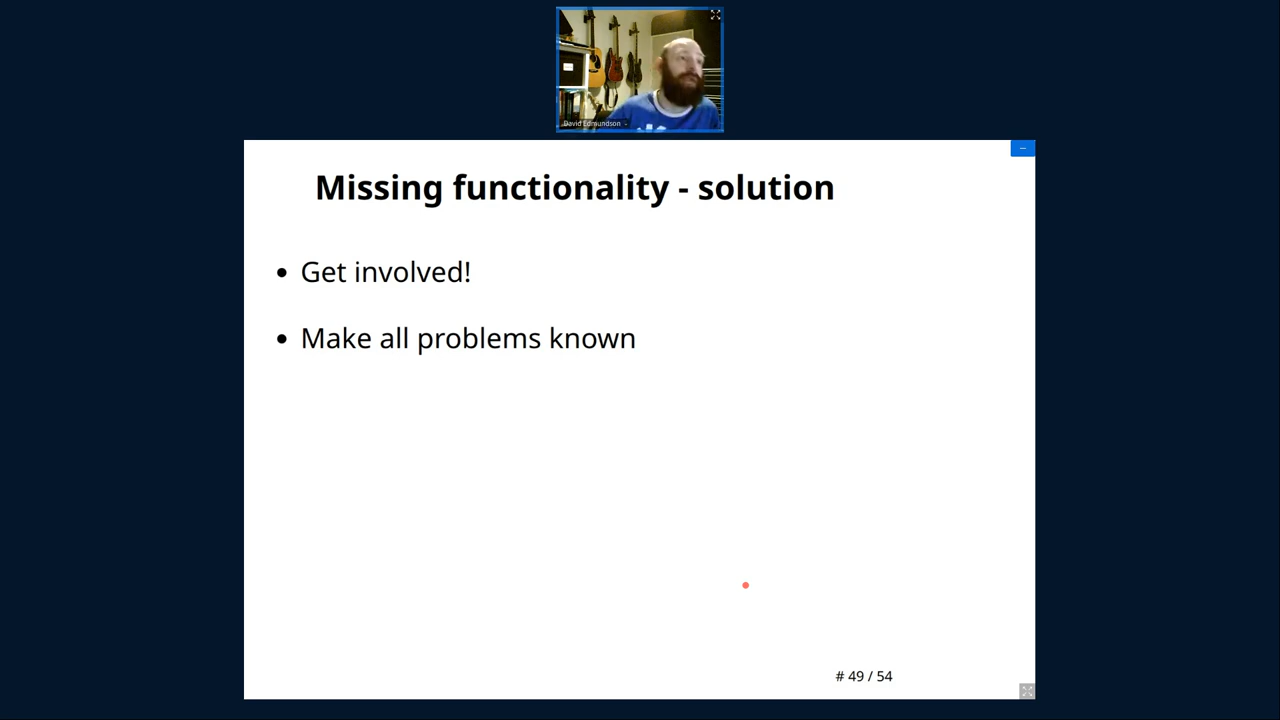 David Edmundson
Missing functionality - solution
• Get involved!
• Make all problems known
# 49 / 54